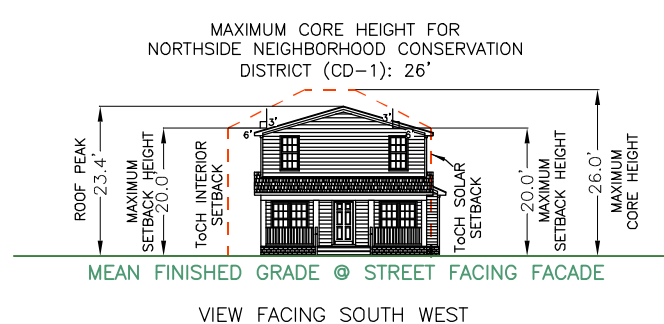 MAXIMUM CORE HEIGHT FOR
NORTHSIDE NEIGHBORHOOD CONSERVATION
DISTRICT (CD-1): 26'
ROOF PEAK
23.4'
MAXIMUM
SETBACK HEIGHT
20.0'
ToCH INTERIOR
SETBACK
3'
6'
3'
6
ToCH SOLAR
SETBACK
20.0'
MAXIMUM
SETBACK HEIGHT
26.0'
MAXIMUM
CORE HEIGHT
MEAN FINISHED GRADE @ STREET FACING FACADE
VIEW FACING SOUTH WEST